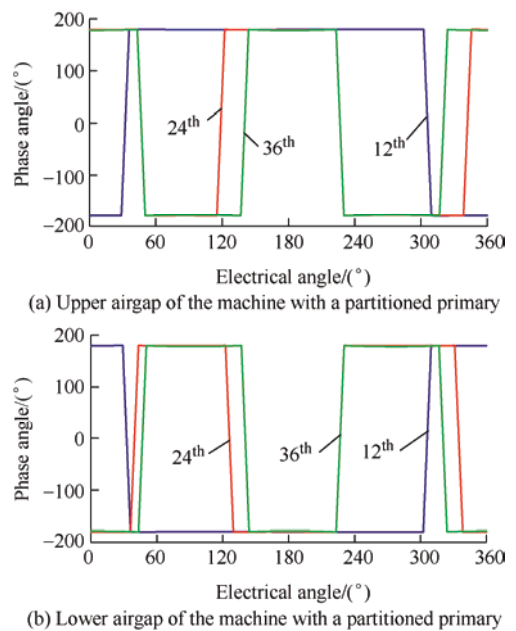 200
100
0
−100
−200
Phase angle/(°)
24th
36th
12th
0 60 120 180 240 300 360
Electrical angle/(°)
(a) Upper airgap of the machine with a partitioned primary
200
100
0
−100
−200
Phase angle/(°)
24th
36th
12th
0 60 120 180 240 300 360
Electrical angle/(°)
(b) Lower airgap of the machine with a partitioned primary